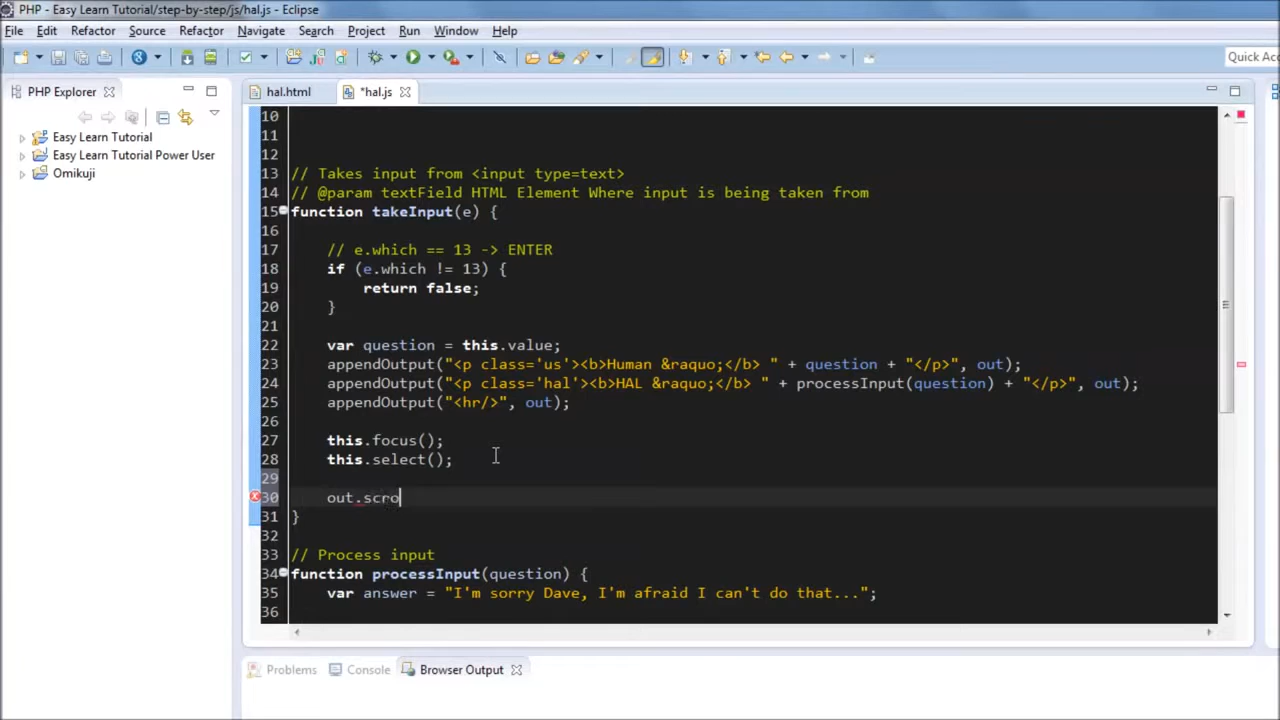 PHP - Easy Learn Tutorial/step-by-step/js/hal.js - Eclipse
File Edit Refactor Source Refactor Navigate Search Project Run Window Help
Quick Acc
PHP Explorer
hal.html
*hal.js
Easy Learn Tutorial
Easy Learn Tutorial Power User
Omikuji
10
11
12
13 // Takes input from <input type=text>
14 // @param textField HTML Element Where input is being taken from
15 function takeInput(e) {
16
17 // e.which == 13 -> ENTER
18 if (e.which != 13) {
19 return false;
20 }
21
22 var question = this.value;
23 appendOutput("<p class='us'><b>Human &raquo;</b> " + question + "</p>", out);
24 appendOutput("<p class='hal'><b>HAL &raquo;</b> " + processInput(question) + "</p>", out);
25 appendOutput("<hr/>", out);
26
27 this.focus();
28 this.select();
29
30 out.scro
31 }
32
33 // Process input
34 function processInput(question) {
35 var answer = "I'm sorry Dave, I'm afraid I can't do that...";
36
Problems Console Browser Output